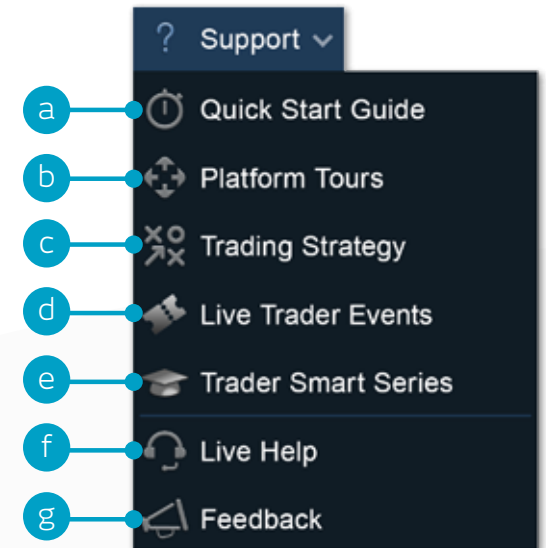 ? Support
a Quick Start Guide
b Platform Tours
c Trading Strategy
d Live Trader Events
e Trader Smart Series
f Live Help
g Feedback